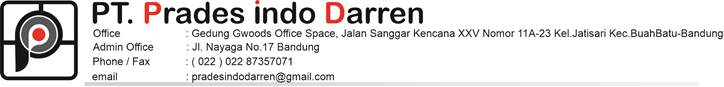 PT. Prades indo Darren
Office : Gedung Gwoods Office Space, Jalan Sanggar Kencana XXV Nomor 11A-23 Kel.Jatisari Kec.BuahBatu-Bandung
Admin Office : Jl. Nayaga No.17 Bandung
Phone / Fax : ( 022 ) 022 87357071
email : pradesindodarren@gmail.com